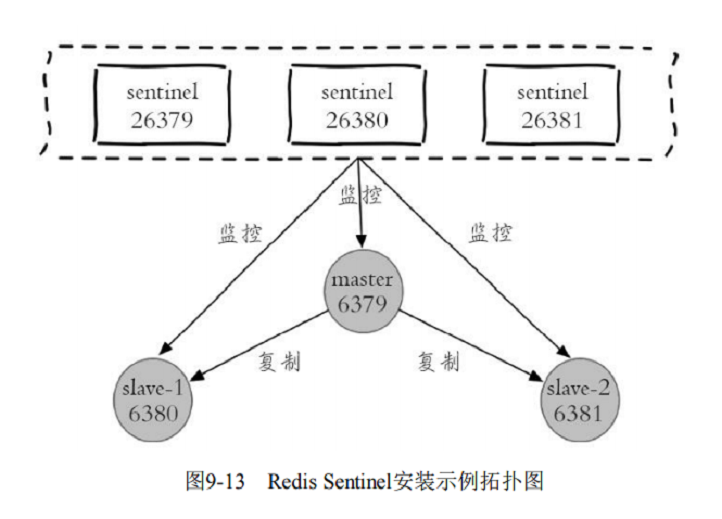 sentinel
26379
sentinel
26380
sentinel
26381
监控
监控
监控
master
6379
复制
复制
slave-1
6380
slave-2
6381
图9-13 Redis Sentinel安装示例拓扑图